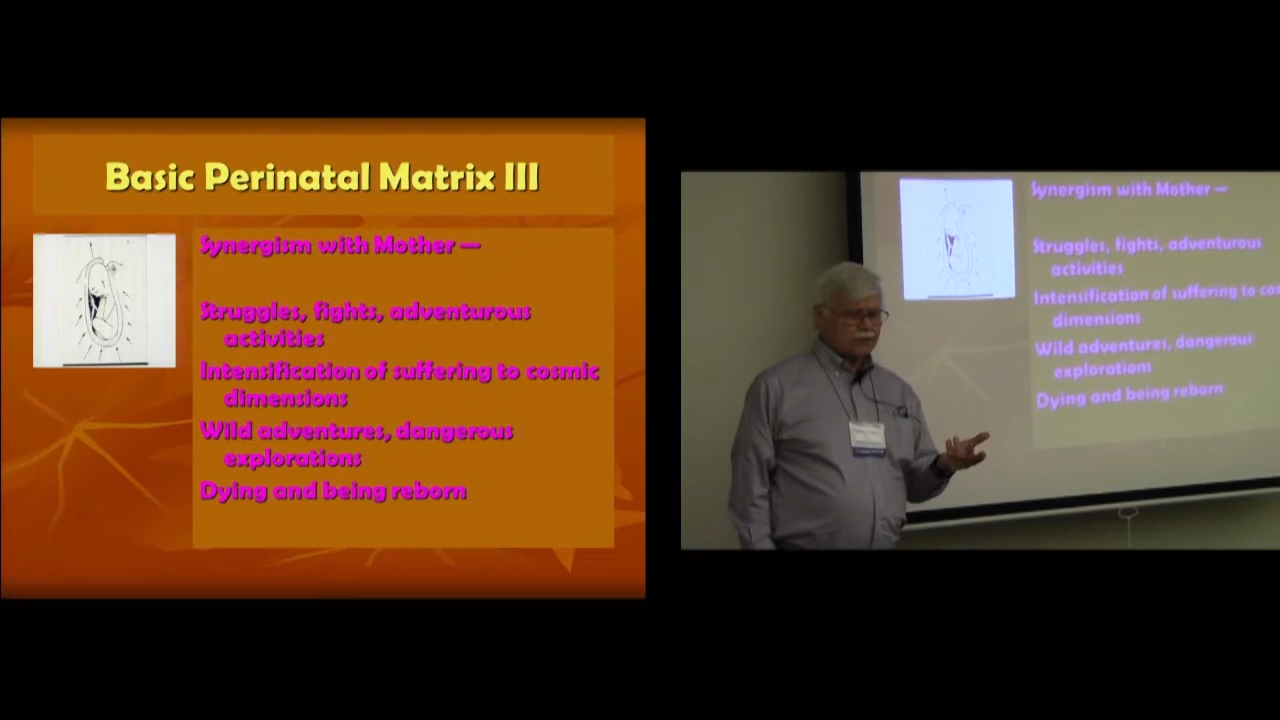 Basic Perinatal Matrix III
Synergism with Mother —
Struggles, fights, adventurous
activities
Intensification of suffering to cosmic
dimensions
Wild adventures, dangerous
explorations
Dying and being reborn
Synergism with Mother —
Struggles, fights, adventurous
activities
Intensification of suffering to cos
dimensions
Wild adventures, dangerous
explorations
Dying and being reborn